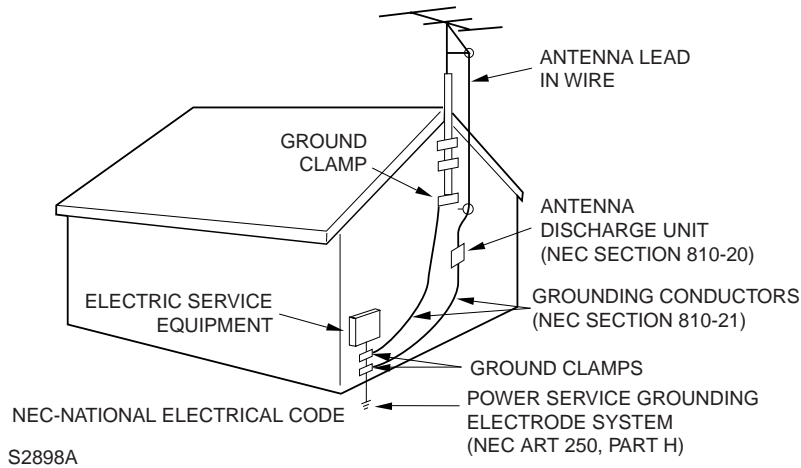 ANTENNA LEAD
IN WIRE
GROUND
CLAMP
ANTENNA
DISCHARGE UNIT
(NEC SECTION 810-20)
ELECTRIC SERVICE
EQUIPMENT
GROUNDING CONDUCTORS
(NEC SECTION 810-21)
GROUND CLAMPS
POWER SERVICE GROUNDING
ELECTRODE SYSTEM
(NEC ART 250, PART H)
NEC-NATIONAL ELECTRICAL CODE
S2898A